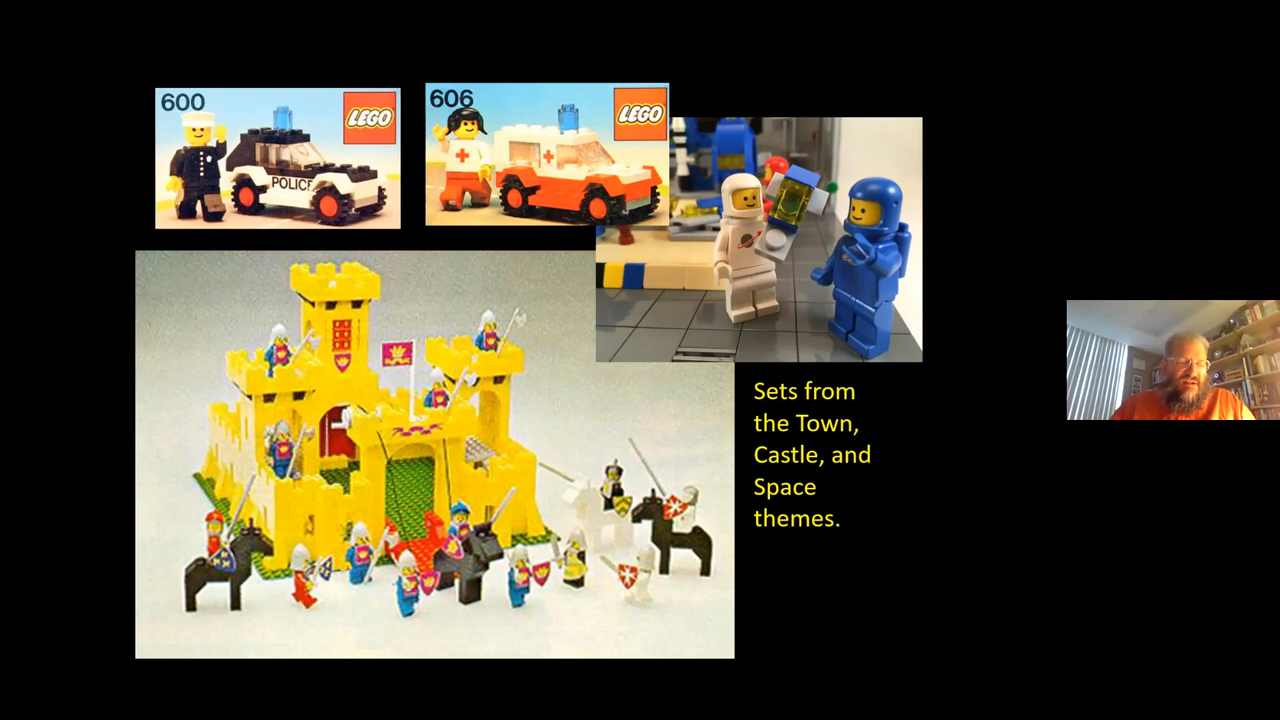 600
LEGO
POLICE
606
LEGO
Sets from
the Town,
Castle, and
Space
themes.